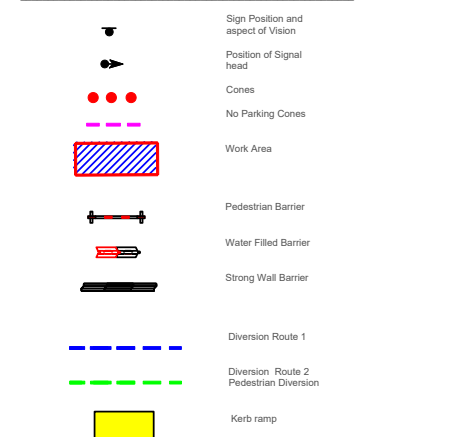 Sign Position and
aspect of Vision
Position of Signal
head
Cones
No Parking Cones
Work Area
Pedestrian Barrier
Water Filled Barrier
Strong Wall Barrier
Diversion Route 1
Diversion Route 2
Pedestrian Diversion
Kerb ramp